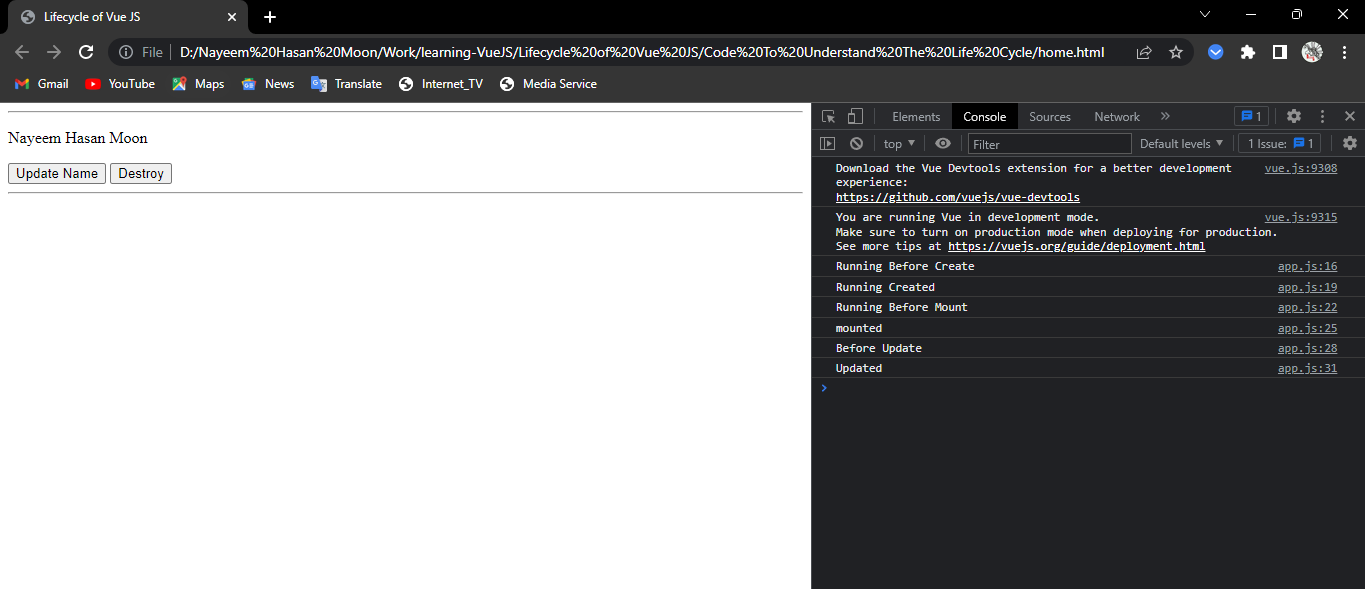 Lifecycle of Vue JS
File D:/Nayeem%20Hasan%20Moon/Work/learning-VueJS/Lifecycle%20of%20Vue%20JS/Code%20To%20Understand%20The%20Life%20Cycle/home.html
Gmail YouTube Maps News Translate Internet_TV Media Service
Nayeem Hasan Moon
Update Name Destroy
Elements Console Sources Network » 1
top Filter Default levels 1 Issue: 1
Download the Vue Devtools extension for a better development vue.js:9308
experience:
https://github.com/vuejs/vue-devtools
You are running Vue in development mode. vue.js:9315
Make sure to turn on production mode when deploying for production.
See more tips at https://vuejs.org/guide/deployment.html
Running Before Create app.js:16
Running Created app.js:19
Running Before Mount app.js:22
mounted app.js:25
Before Update app.js:28
Updated app.js:31